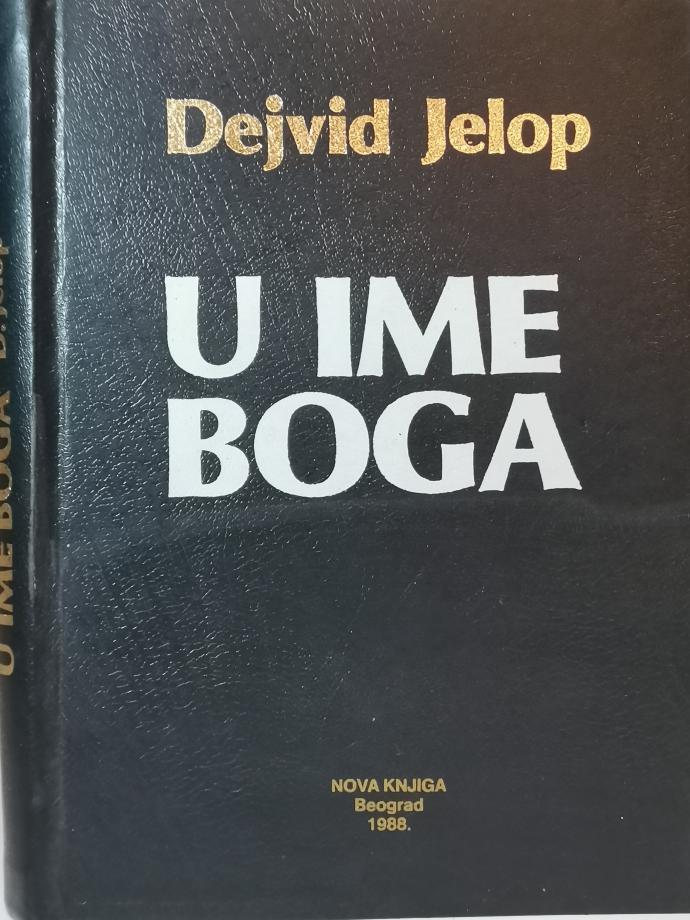 Dejvid Jelop
U IME
BOGA
NOVA KNJIGA
Beograd
1988.
U IME BOGA D. Jelop